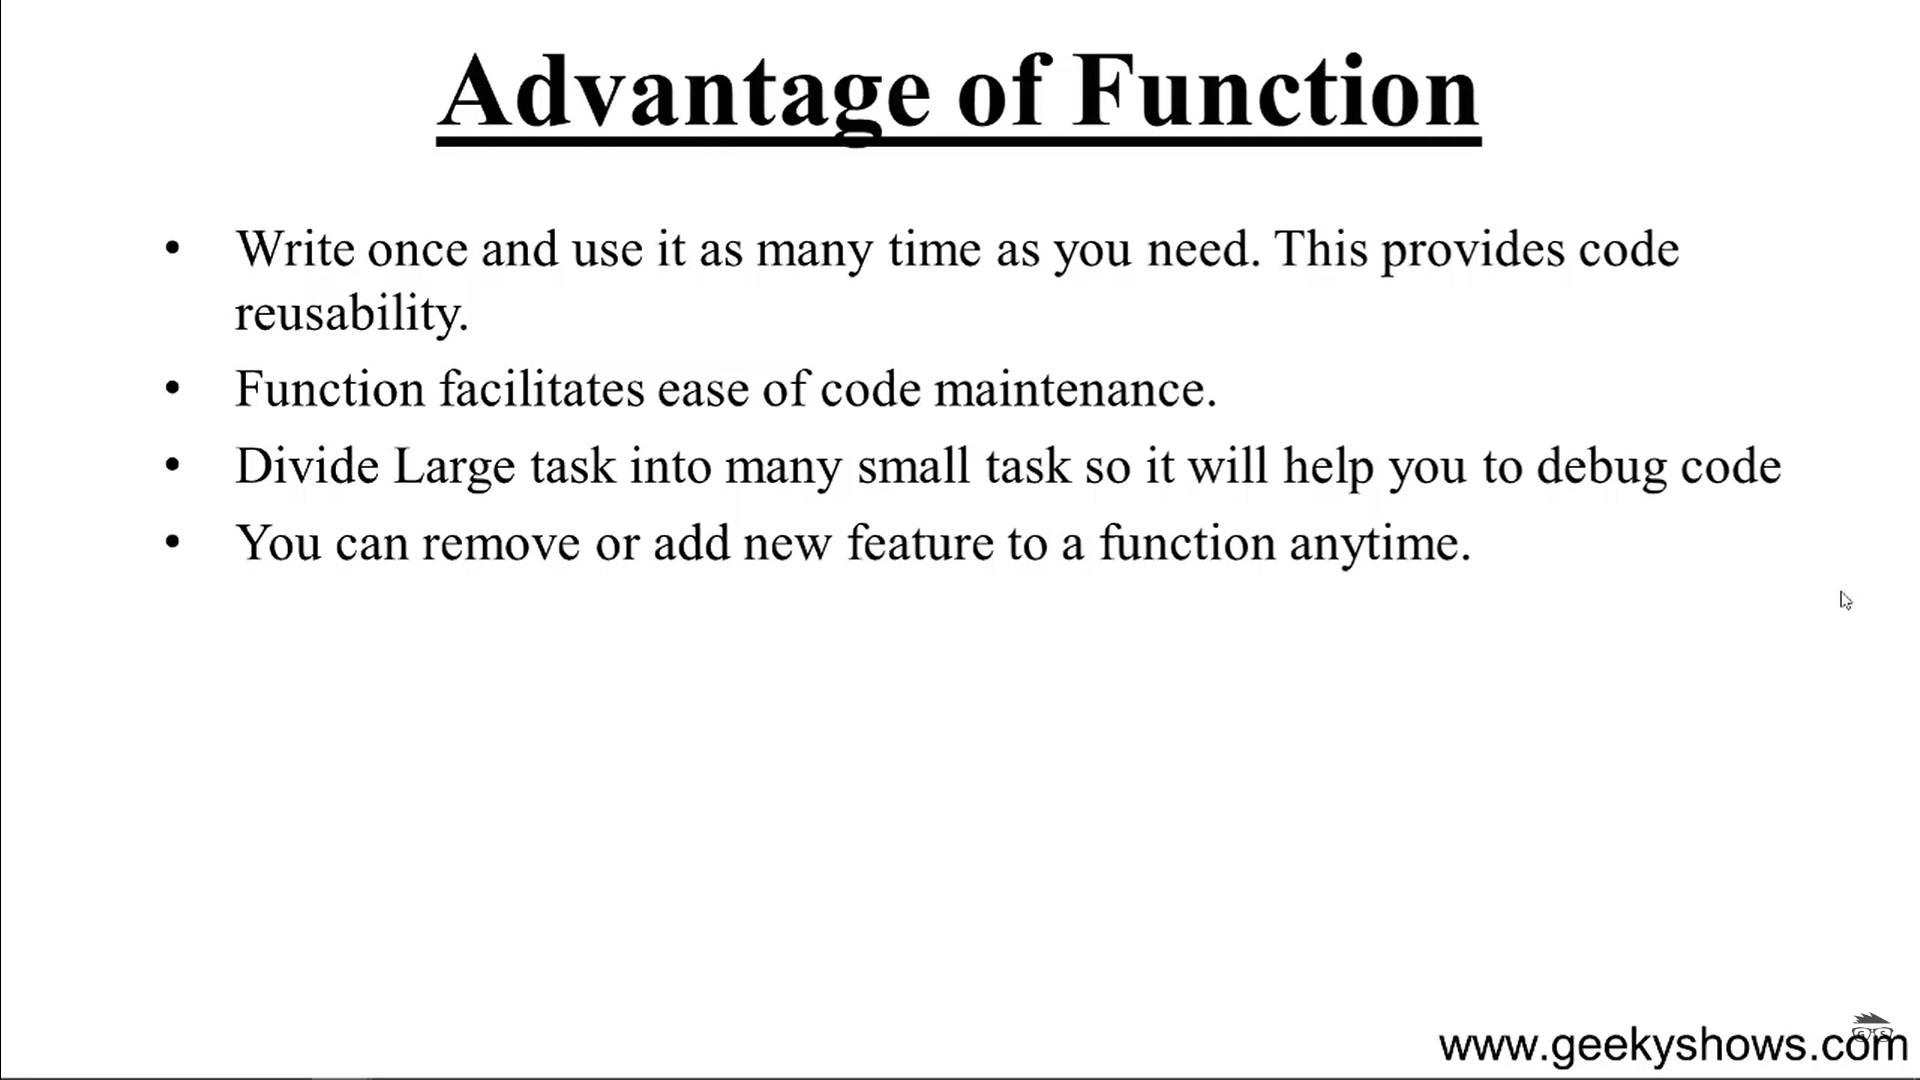 Advantage of Function
• Write once and use it as many time as you need. This provides code
reusability.
• Function facilitates ease of code maintenance.
• Divide Large task into many small task so it will help you to debug code
• You can remove or add new feature to a function anytime.
www.geekyshows.com